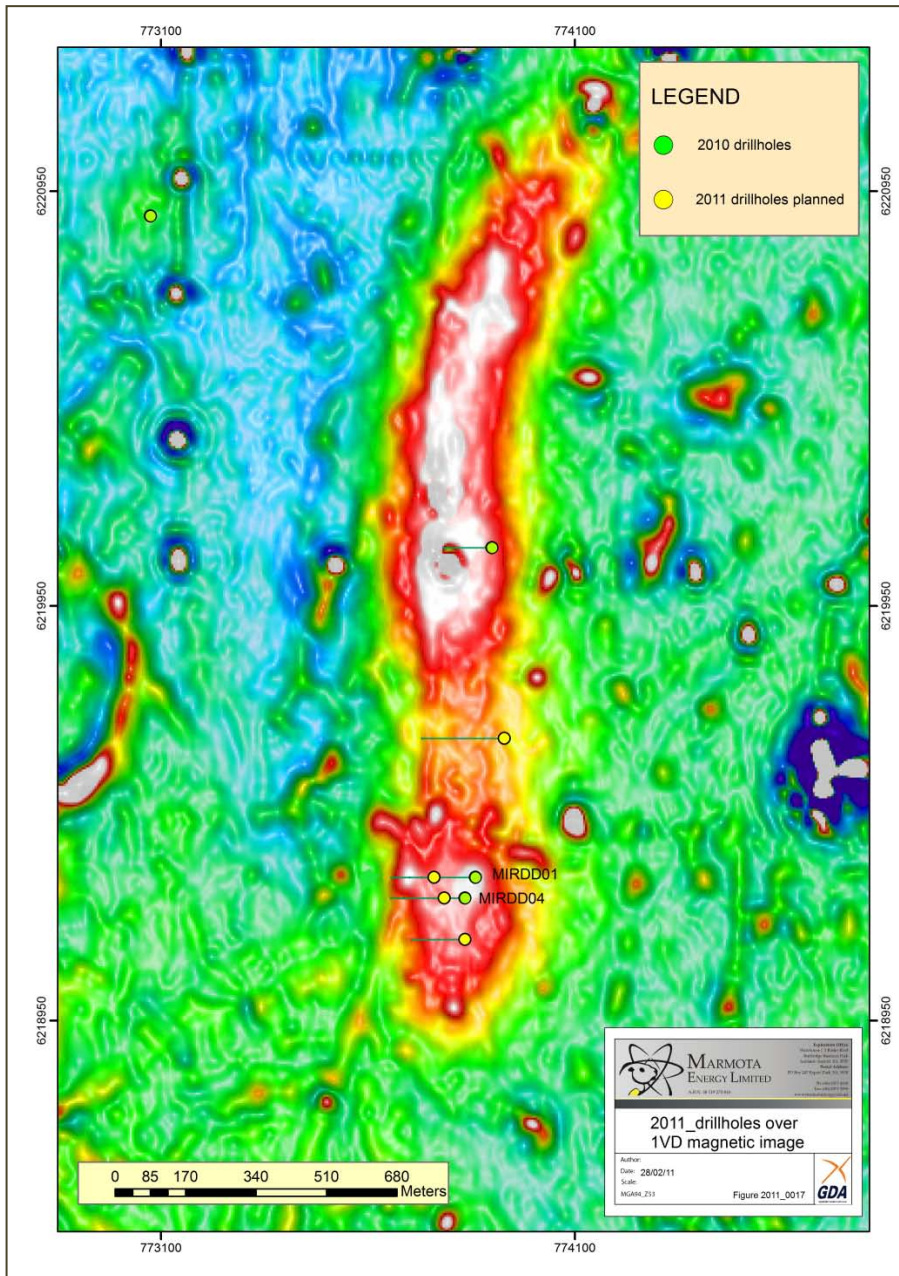 773100
774100
LEGEND
2010 drillholes
2011 drillholes planned
6220950
6220950
6219950
6219950
MIRDD01
MIRDD04
6218950
6218950
MARMOTA
ENERGY LIMITED
2011_drillholes over
1VD magnetic image
Author:
Date: 28/02/11
Scale:
MGA94_Z53
Figure 2011_0017
GDA
0 85 170 340 510 680
Meters
773100
774100